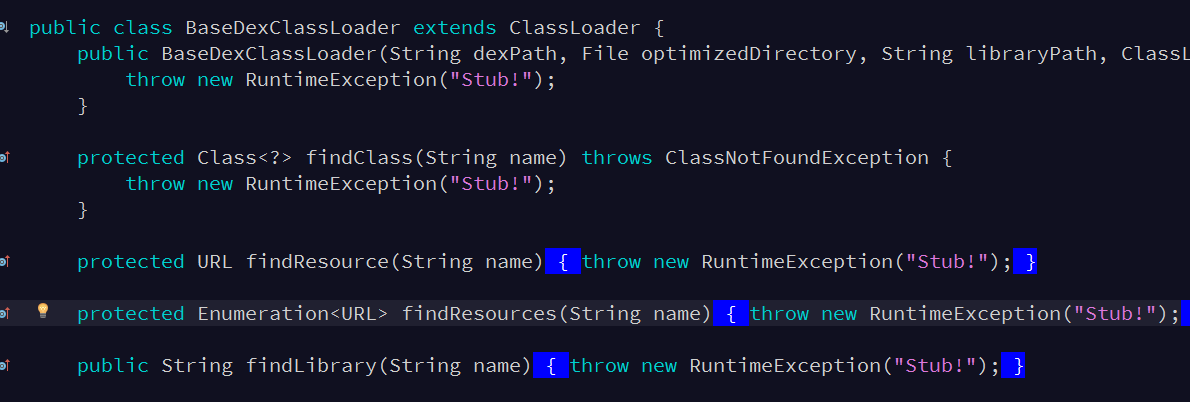 public class BaseDexClassLoader extends ClassLoader {
public BaseDexClassLoader(String dexPath, File optimizedDirectory, String libraryPath, ClassL
throw new RuntimeException("Stub!");
}
protected Class<?> findClass(String name) throws ClassNotFoundException {
throw new RuntimeException("Stub!");
}
protected URL findResource(String name) { throw new RuntimeException("Stub!"); }
protected Enumeration<URL> findResources(String name) { throw new RuntimeException("Stub!");
public String findLibrary(String name) { throw new RuntimeException("Stub!"); }